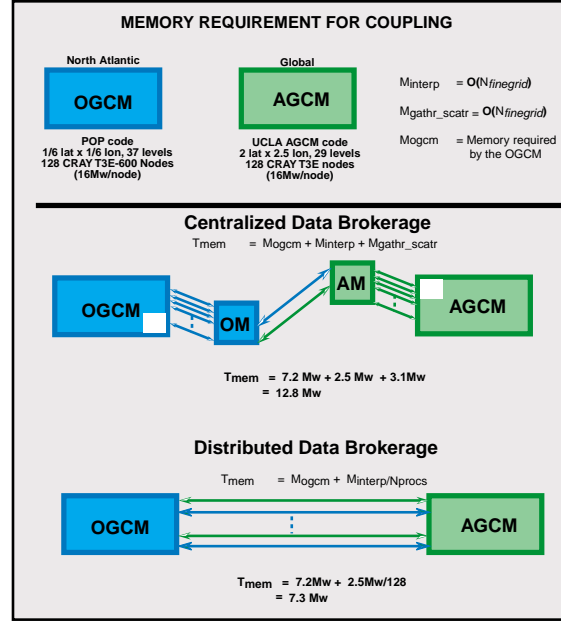 MEMORY REQUIREMENT FOR COUPLING
North Atlantic
OGCM
POP code
1/6 lat x 1/6 lon, 37 levels
128 CRAY T3E-600 Nodes
(16Mw/node)
Global
AGCM
UCLA AGCM code
2 lat x 2.5 lon, 29 levels
128 CRAY T3E nodes
(16Mw/node)
Minterp = O(Nfinegrid)
Mgathr_scatr = O(Nfinegrid)
Mogcm = Memory required
by the OGCM
Centralized Data Brokerage
Tmem = Mogcm + Minterp + Mgathr_scatr
OGCM
OM
AM
AGCM
Tmem = 7.2 Mw + 2.5 Mw + 3.1Mw
= 12.8 Mw
Distributed Data Brokerage
Tmem = Mogcm + Minterp/Nprocs
OGCM
AGCM
Tmem = 7.2Mw + 2.5Mw/128
= 7.3 Mw